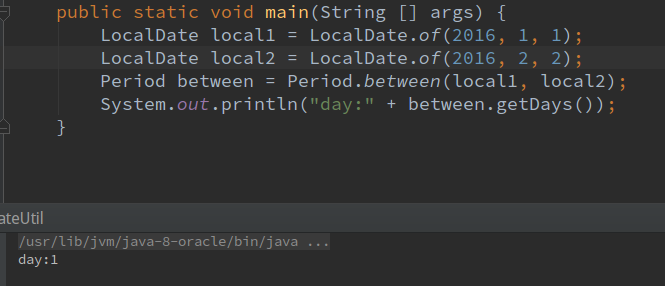 public static void main(String [] args) {
LocalDate local1 = LocalDate.of(2016, 1, 1);
LocalDate local2 = LocalDate.of(2016, 2, 2);
Period between = Period.between(local1, local2);
System.out.println("day:" + between.getDays());
}
ateUtil
/usr/lib/jvm/java-8-oracle/bin/java ...
day:1